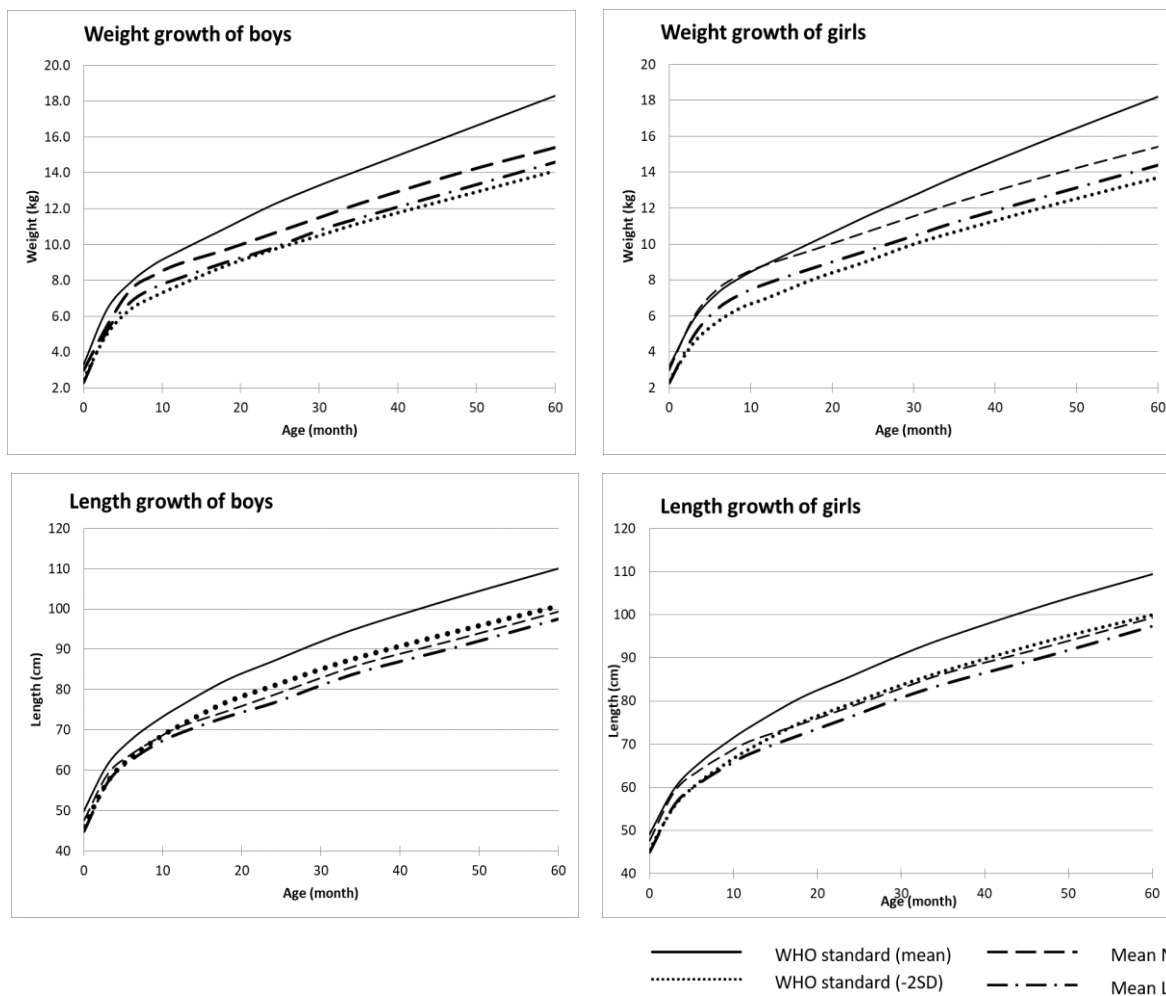 Weight growth of boys
20.0
18.0
16.0
14.0
12.0
10.0
8.0
6.0
4.0
2.0
Weight (kg)
0 10 20 30 40 50 60
Age (month)
Weight growth of girls
20
18
16
14
12
10
8
6
4
2
Weight (kg)
0 10 20 30 40 50 60
Age (month)
Length growth of boys
120
110
100
90
80
70
60
50
40
Length (cm)
0 10 20 30 40 50 60
Age (month)
Length growth of girls
120
110
100
90
80
70
60
50
40
Length (cm)
0 10 20 30 40 50 60
Age (month)
WHO standard (mean) Mean N
WHO standard (-2SD) Mean L